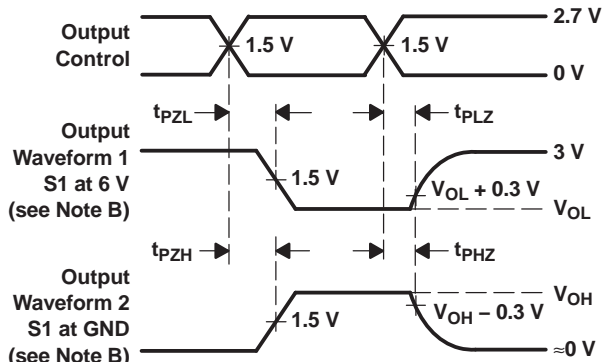 Output
Control
2.7 V
1.5 V
1.5 V
0 V
tPZL
tPLZ
Output
Waveform 1
S1 at 6 V
(see Note B)
3 V
1.5 V
VOL + 0.3 V
VOL
tPZH
tPHZ
Output
Waveform 2
S1 at GND
(see Note B)
VOH
VOH − 0.3 V
1.5 V
≈0 V